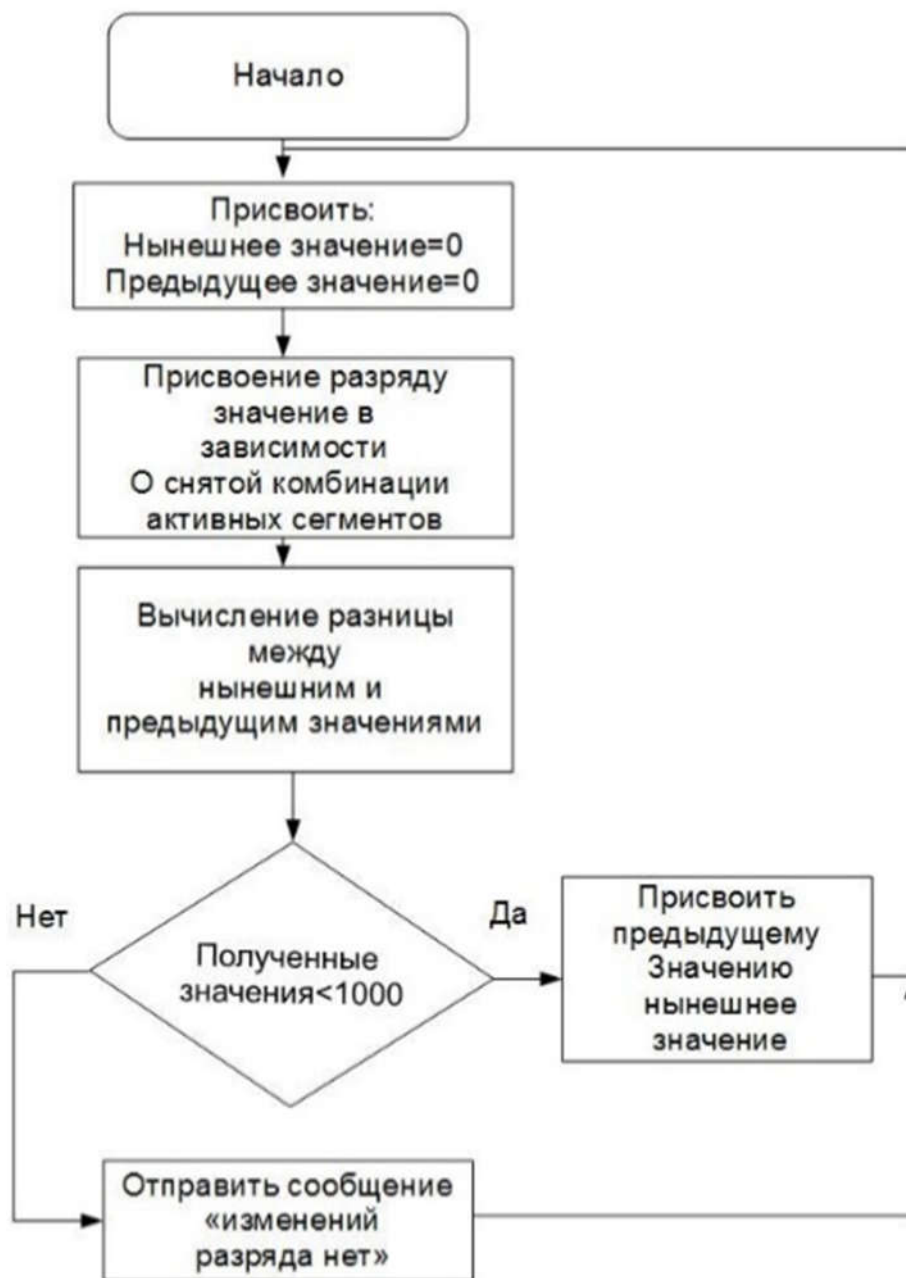 Начало
Присвоить:
Нынешнее значение=0
Предыдущее значение=0
Присвоение разряду
значение в
зависимости
О снятой комбинации
активных сегментов
Вычисление разницы
между
нынешним и
предыдущим значениями
Нет
Полученные
значения<1000
Да
Присвоить
предыдущему
Значению
нынешнее
значение
Отправить сообщение
«изменений
разряда нет»